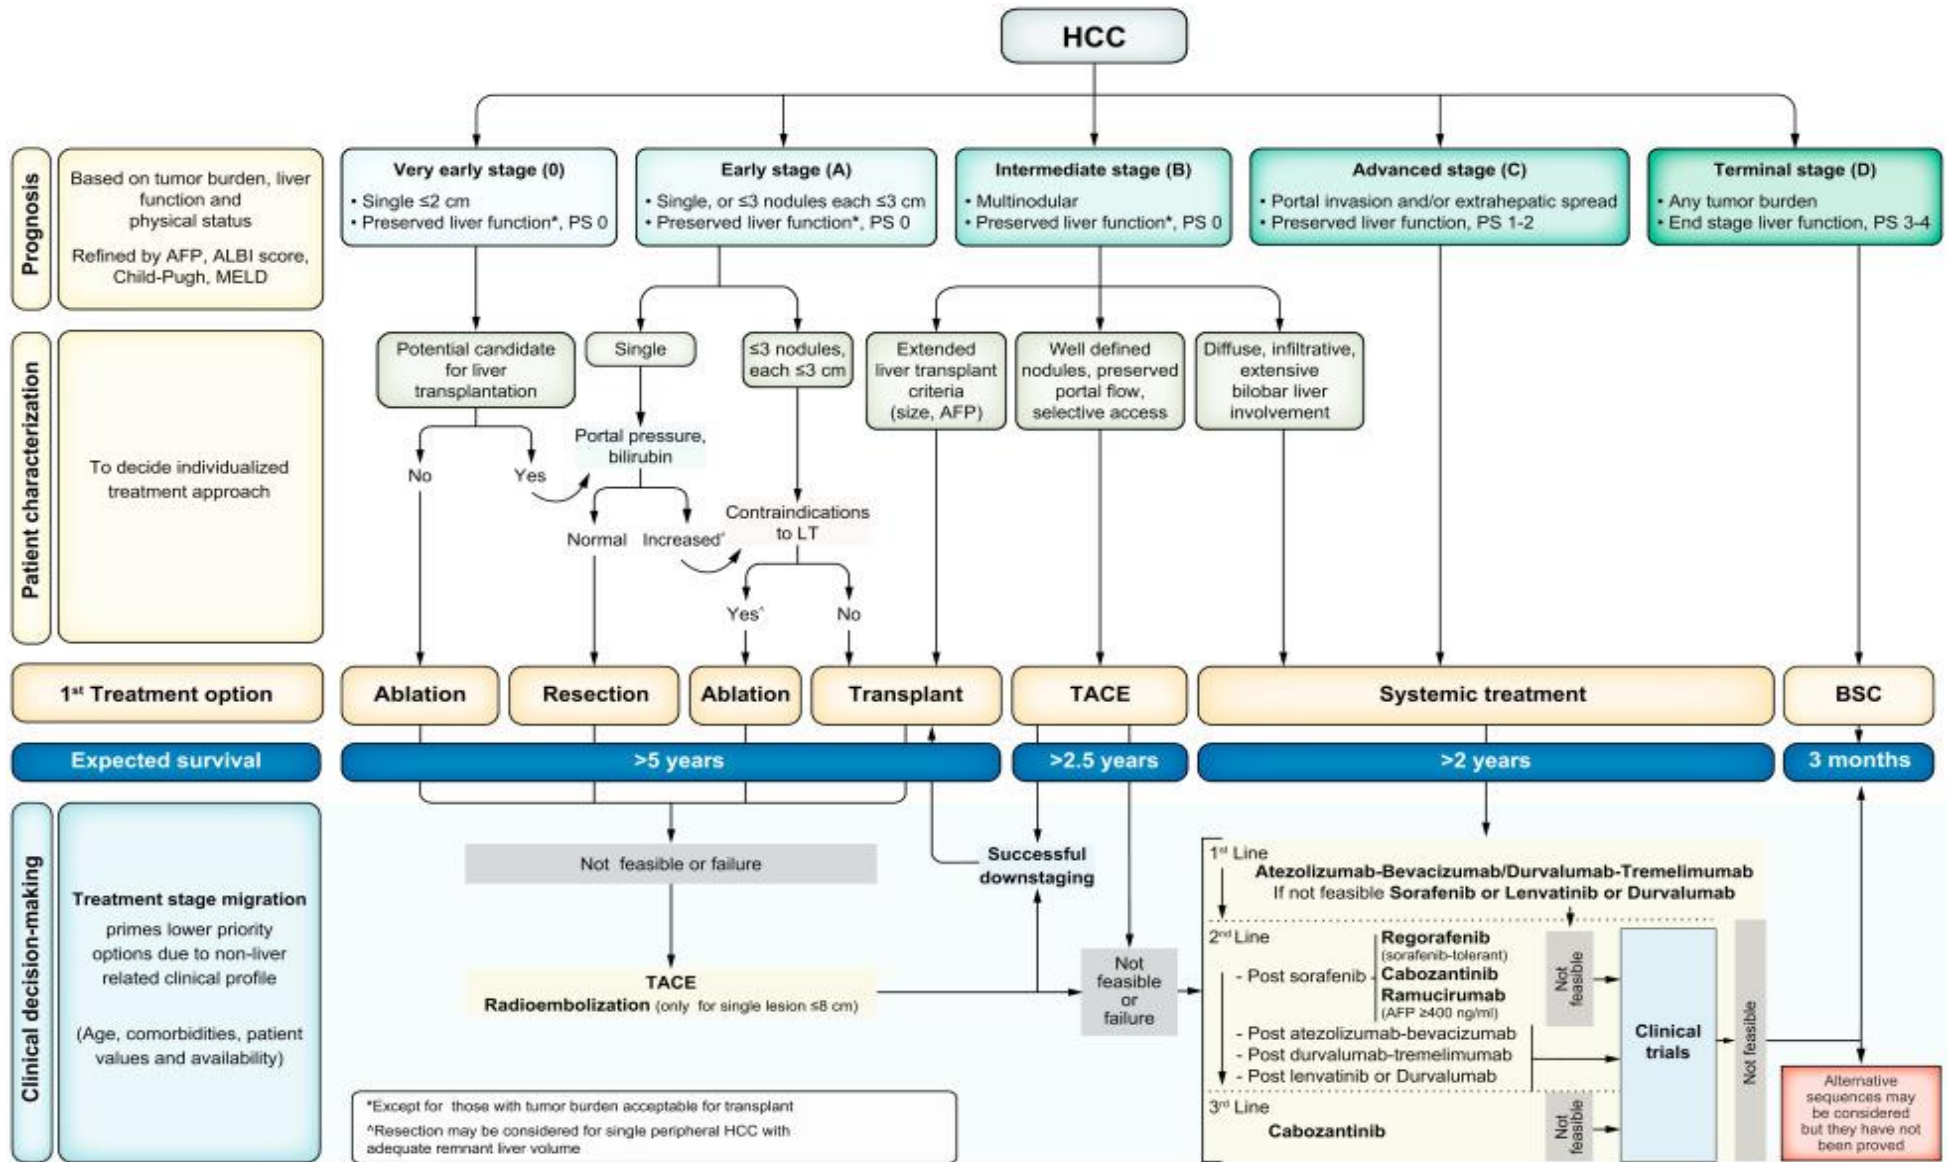 HCC
Prognosis
Based on tumor burden, liver
function and
physical status
Refined by AFP, ALBI score,
Child-Pugh, MELD
Very early stage (0)
• Single ≤2 cm
• Preserved liver function*, PS 0
Early stage (A)
• Single, or ≤3 nodules each ≤3 cm
• Preserved liver function*, PS 0
Intermediate stage (B)
• Multinodular
• Preserved liver function*, PS 0
Advanced stage (C)
• Portal invasion and/or extrahepatic spread
• Preserved liver function, PS 1-2
Terminal stage (D)
• Any tumor burden
• End stage liver function, PS 3-4
Patient characterization
To decide individualized
treatment approach
Potential candidate
for liver
transplantation
No
Yes
Single
Portal pressure,
bilirubin
Normal
Increased^
≤3 nodules,
each ≤3 cm
Contraindications
to LT
Yes^
No
Extended
liver transplant
criteria
(size, AFP)
Well defined
nodules, preserved
portal flow,
selective access
Diffuse, infiltrative,
extensive
bilobar liver
involvement
1st Treatment option
Ablation
Resection
Ablation
Transplant
TACE
Systemic treatment
BSC
Expected survival
>5 years
>2.5 years
>2 years
3 months
Clinical decision-making
Treatment stage migration
primes lower priority
options due to non-liver
related clinical profile
(Age, comorbidities, patient
values and availability)
Not feasible or failure
TACE
Radioembolization (only for single lesion ≤8 cm)
Successful
downstaging
Not
feasible
or
failure
1st Line
Atezolizumab-Bevacizumab/Durvalumab-Tremelimumab
If not feasible Sorafenib or Lenvatinib or Durvalumab
2nd Line
- Post sorafenib
Regorafenib
(sorafenib-tolerant)
Cabozantinib
Ramucirumab
(AFP ≥400 ng/ml)
- Post atezolizumab-bevacizumab
- Post durvalumab-tremelimumab
- Post lenvatinib or Durvalumab
3rd Line
Cabozantinib
Not
feasible
Not
feasible
Clinical
trials
Not feasible
Alternative
sequences may
be considered
but they have not
been proved
*Except for those with tumor burden acceptable for transplant
^Resection may be considered for single peripheral HCC with
adequate remnant liver volume